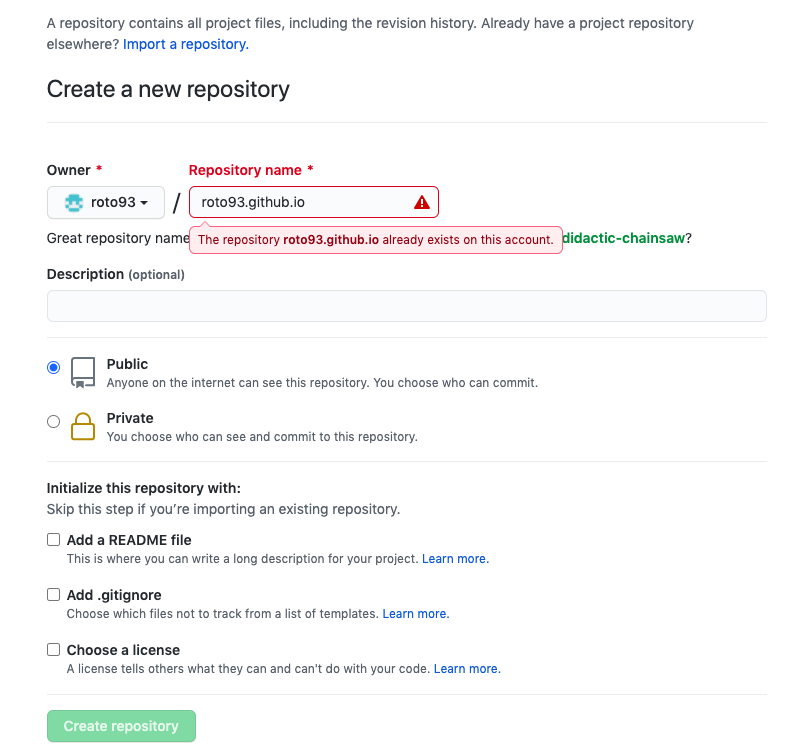 A repository contains all project files, including the revision history. Already have a project repository
elsewhere? Import a repository.
Create a new repository
Owner *
Repository name *
roto93
/
roto93.github.io
Great repository name
The repository roto93.github.io already exists on this account.
didactic-chainsaw?
Description (optional)
Public
Anyone on the internet can see this repository. You choose who can commit.
Private
You choose who can see and commit to this repository.
Initialize this repository with:
Skip this step if you're importing an existing repository.
Add a README file
This is where you can write a long description for your project. Learn more.
Add .gitignore
Choose which files not to track from a list of templates. Learn more.
Choose a license
A license tells others what they can and can't do with your code. Learn more.
Create repository